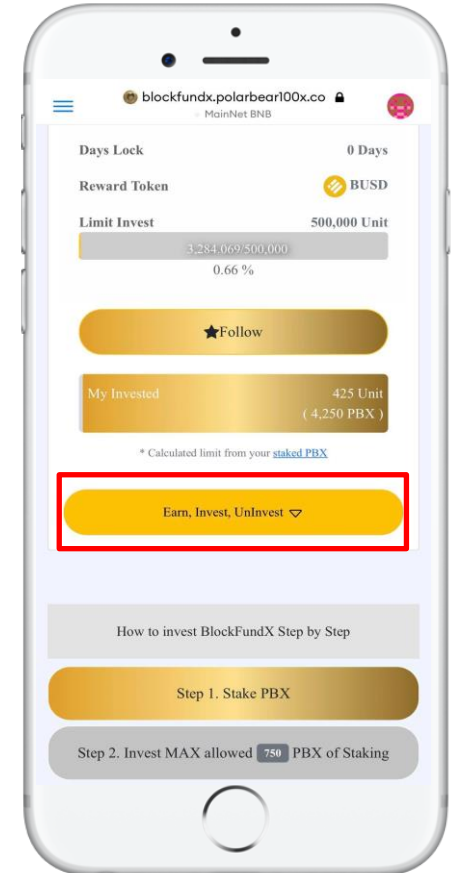 blockfundx.polarbear100x.co
MainNet BNB
Days Lock 0 Days
Reward Token BUSD
Limit Invest 500,000 Unit
3,284.069/500,000
0.66 %
★Follow
My Invested 425 Unit
( 4,250 PBX )
* Calculated limit from your staked PBX
Earn, Invest, UnInvest
How to invest BlockFundX Step by Step
Step 1. Stake PBX
Step 2. Invest MAX allowed 750 PBX of Staking